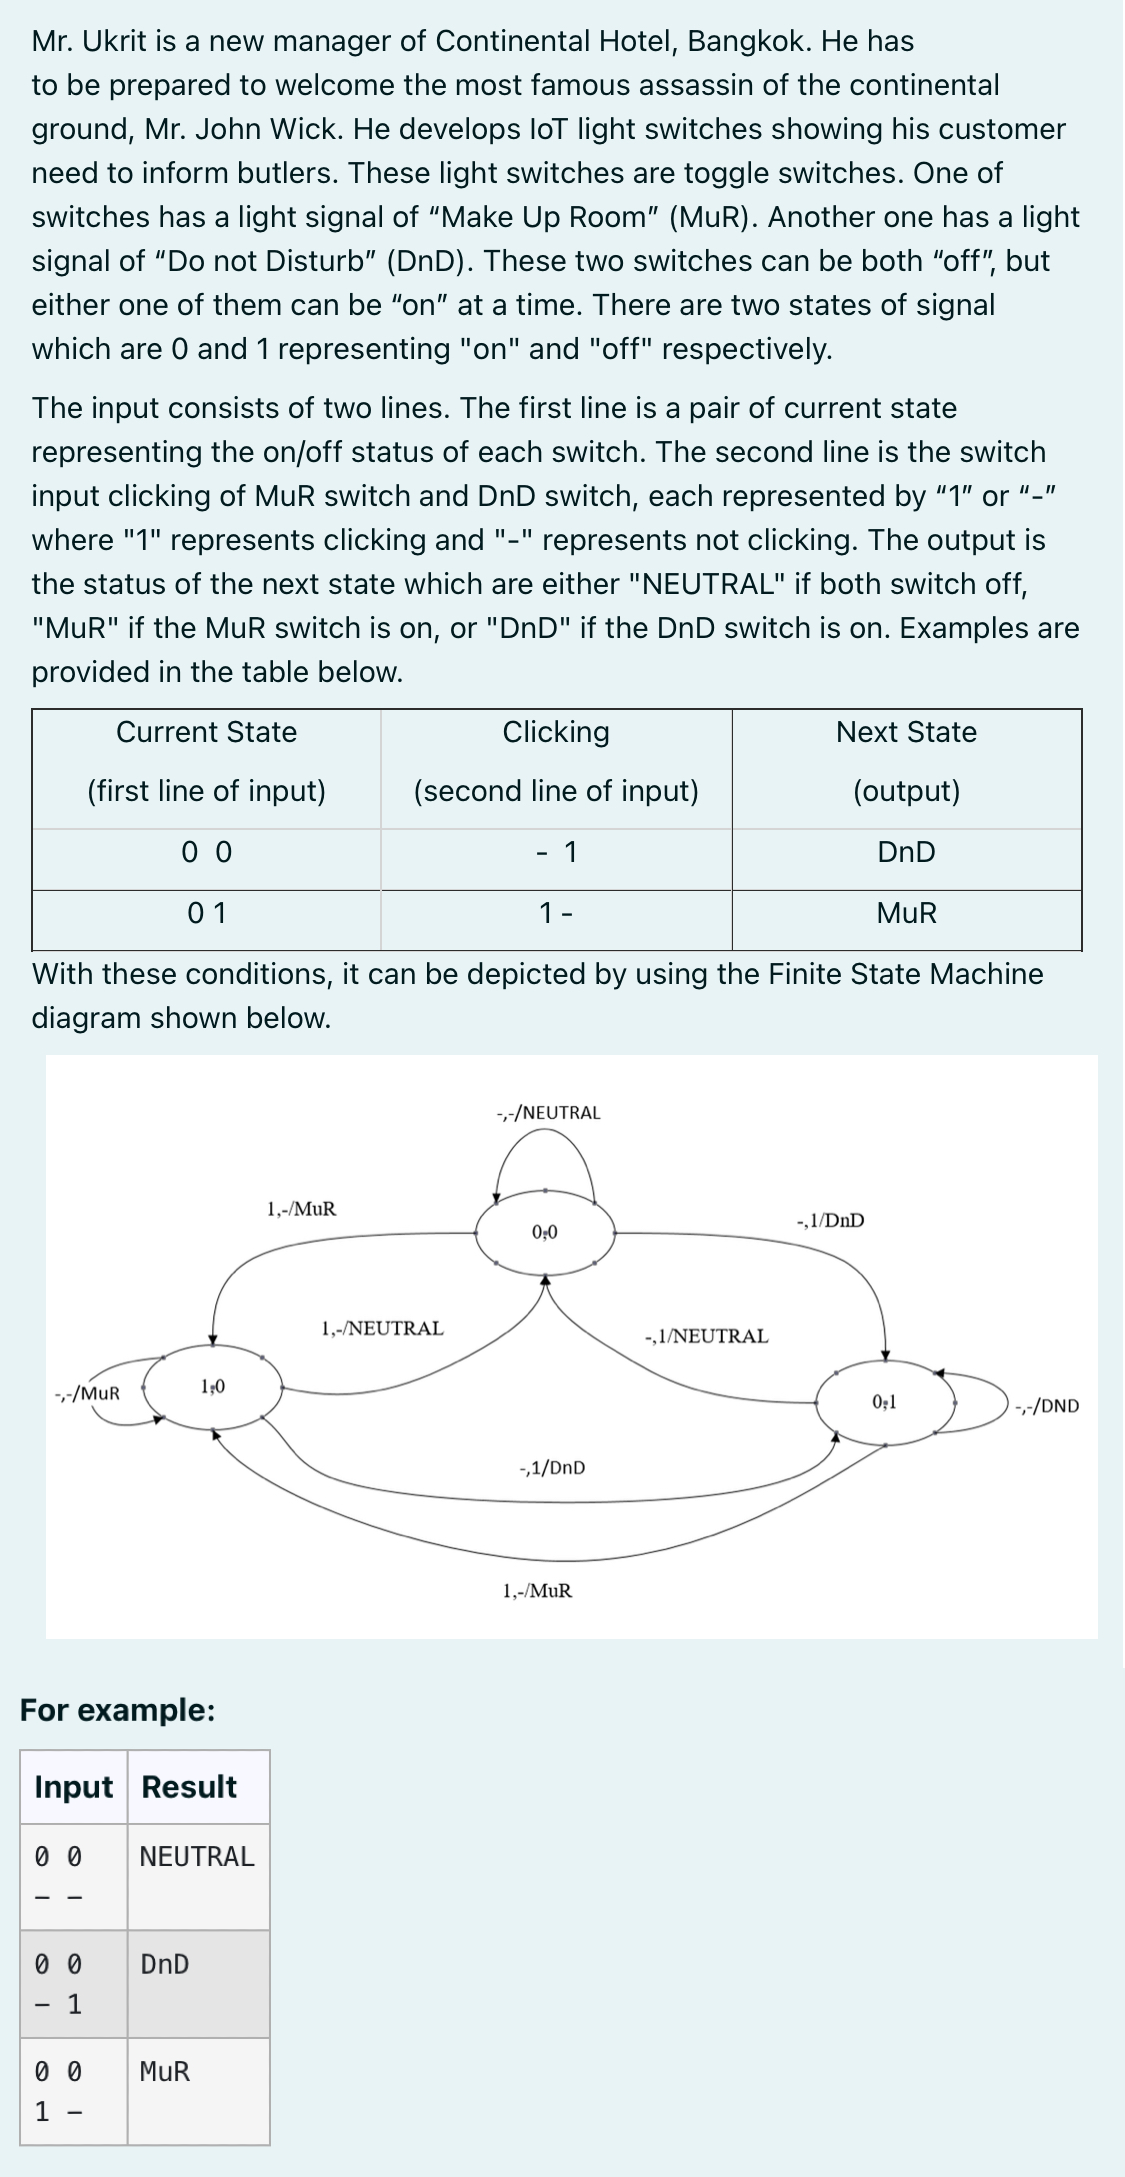 Mr. Ukrit is a new manager of Continental Hotel, Bangkok. He has
to be prepared to welcome the most famous assassin of the continental
ground, Mr. John Wick. He develops IoT light switches showing his customer
need to inform butlers. These light switches are toggle switches. One of
switches has a light signal of “Make Up Room” (MuR). Another one has a light
signal of “Do not Disturb” (DnD). These two switches can be both “off”, but
either one of them can be “on” at a time. There are two states of signal
which are 0 and 1 representing "on" and "off" respectively.
The input consists of two lines. The first line is a pair of current state
representing the on/off status of each switch. The second line is the switch
input clicking of MuR switch and DnD switch, each represented by “1” or “-”
where "1" represents clicking and "-" represents not clicking. The output is
the status of the next state which are either "NEUTRAL" if both switch off,
"MuR" if the MuR switch is on, or "DnD" if the DnD switch is on. Examples are
provided in the table below.
Current State Clicking Next State
(first line of input) (second line of input) (output)
0 0 - 1 DnD
0 1 1 - MuR
With these conditions, it can be depicted by using the Finite State Machine
diagram shown below.
-,-/NEUTRAL
1,-/MuR
-,1/DnD
0,0
1,-/NEUTRAL
-,1/NEUTRAL
-,-/MuR
1,0
0,1
-,-/DND
-,1/DnD
1,-/MuR
For example:
Input Result
0 0 NEUTRAL
- -
0 0 DnD
- 1
0 0 MuR
1 -